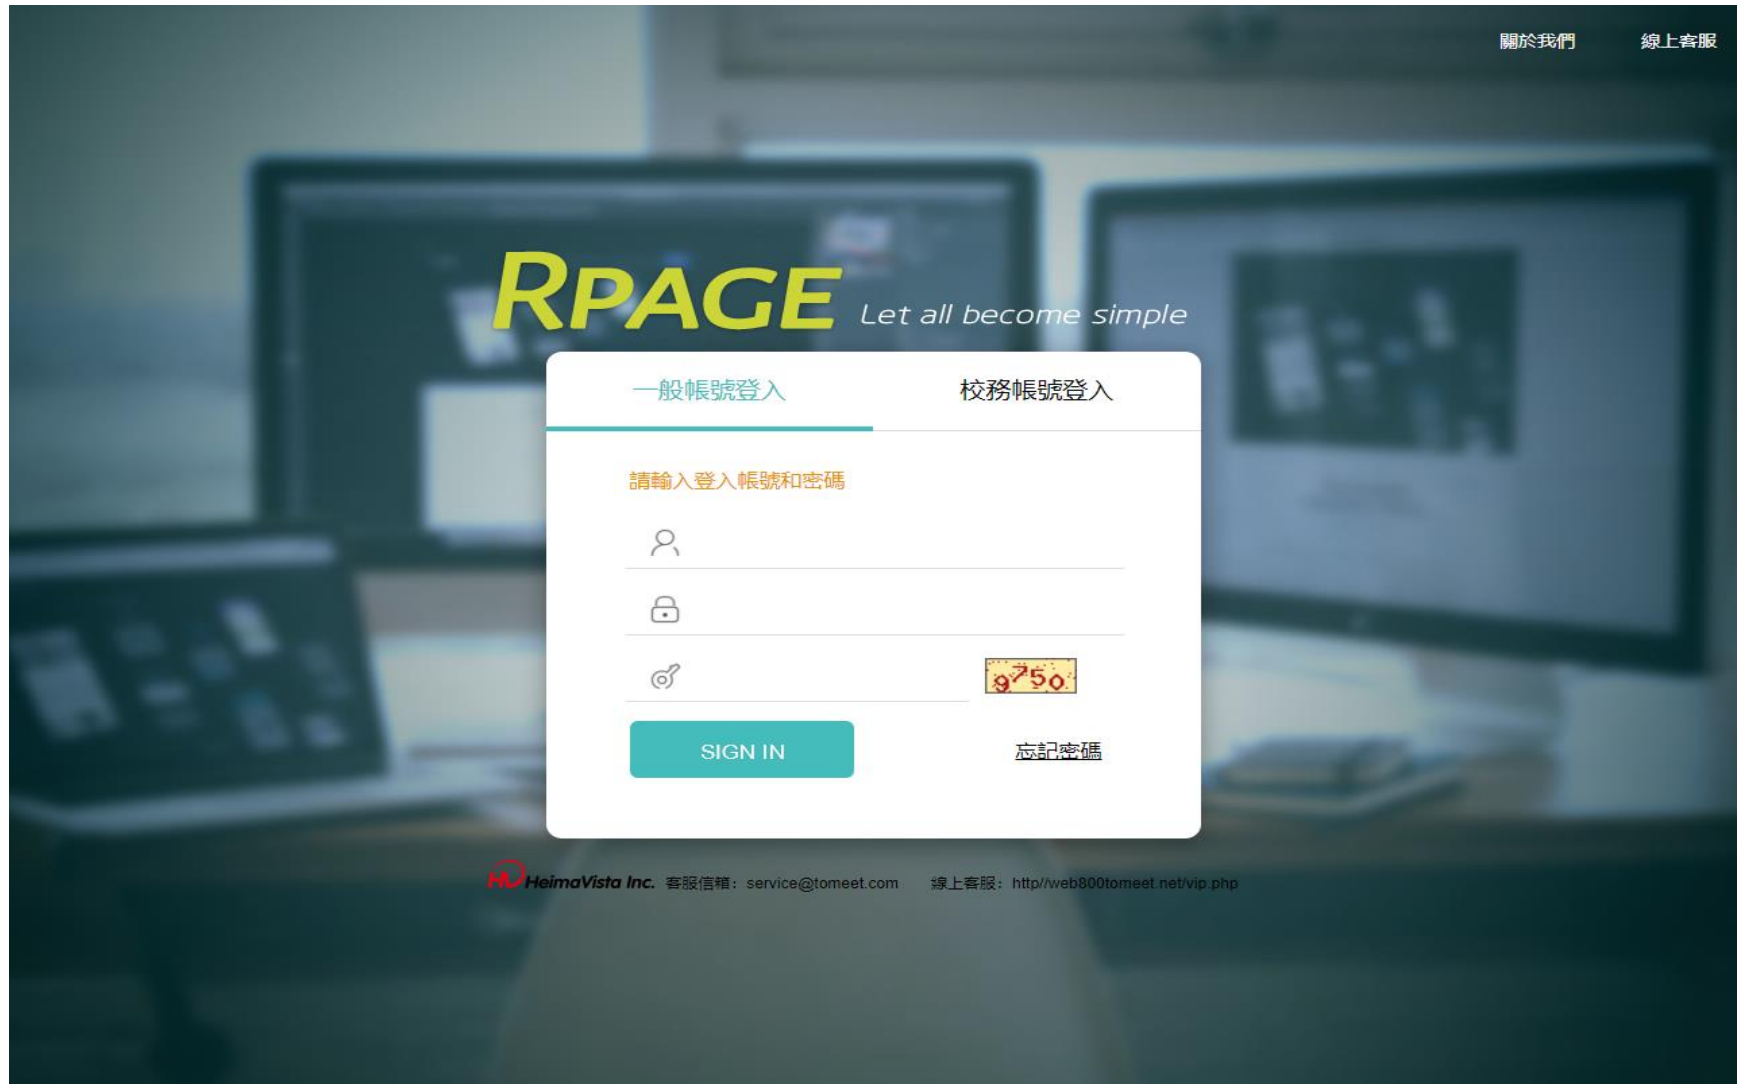 關於我們 線上客服
RPAGE Let all become simple
一般帳號登入 校務帳號登入
請輸入登入帳號和密碼
9750
SIGN IN 忘記密碼
HV HeimaVista Inc. 客服信箱：service@tomeet.com 線上客服：http//web800tomeet.net/vip.php